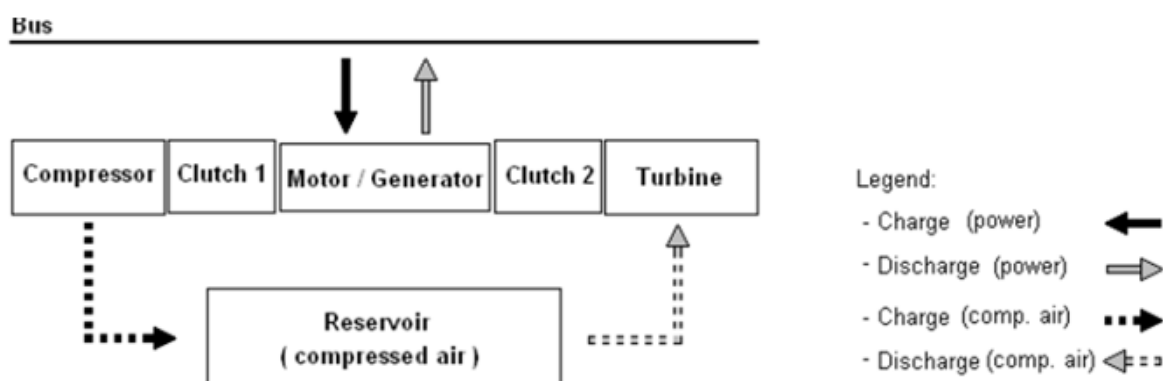 Bus
Compressor
Clutch 1
Motor / Generator
Clutch 2
Turbine
Reservoir
( compressed air )
Legend:
- Charge (power)
- Discharge (power)
- Charge (comp. air)
- Discharge (comp. air)